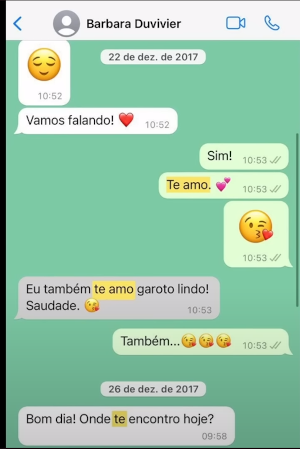 Barbara Duvivier
22 de dez. de 2017
😌
10:52
Vamos falando! ❤️ 10:52
Sim! 10:53
Te amo. 💕 10:53
😘
10:53
Eu também te amo garoto lindo!
Saudade. 😘 10:53
Também...😘😘😘 10:53
26 de dez. de 2017
Bom dia! Onde te encontro hoje?
09:58